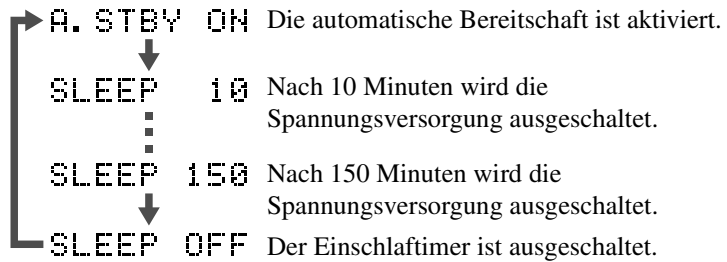 A. STBY ON Die automatische Bereitschaft ist aktiviert.
SLEEP 10 Nach 10 Minuten wird die
Spannungsversorgung ausgeschaltet.
SLEEP 150 Nach 150 Minuten wird die
Spannungsversorgung ausgeschaltet.
SLEEP OFF Der Einschlaftimer ist ausgeschaltet.